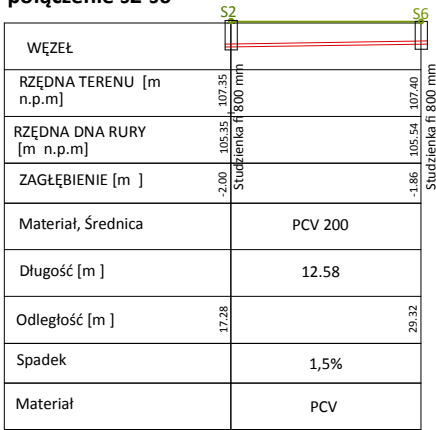 połączenie s2-s6
S2 S6
WĘZEŁ
RZĘDNA TERENU [m
n.p.m]
107.35 107.40
RZĘDNA DNA RURY
[m n.p.m]
105.35 105.54
ZAGŁĘBIENIE [m ]
-2.00 -1.86
Studzienka fi 800 mm
Studzienka fi 800 mm
Materiał, Średnica PCV 200
Długość [m ] 12.58
Odległość [m ] 17.28 29.32
Spadek 1,5%
Materiał PCV